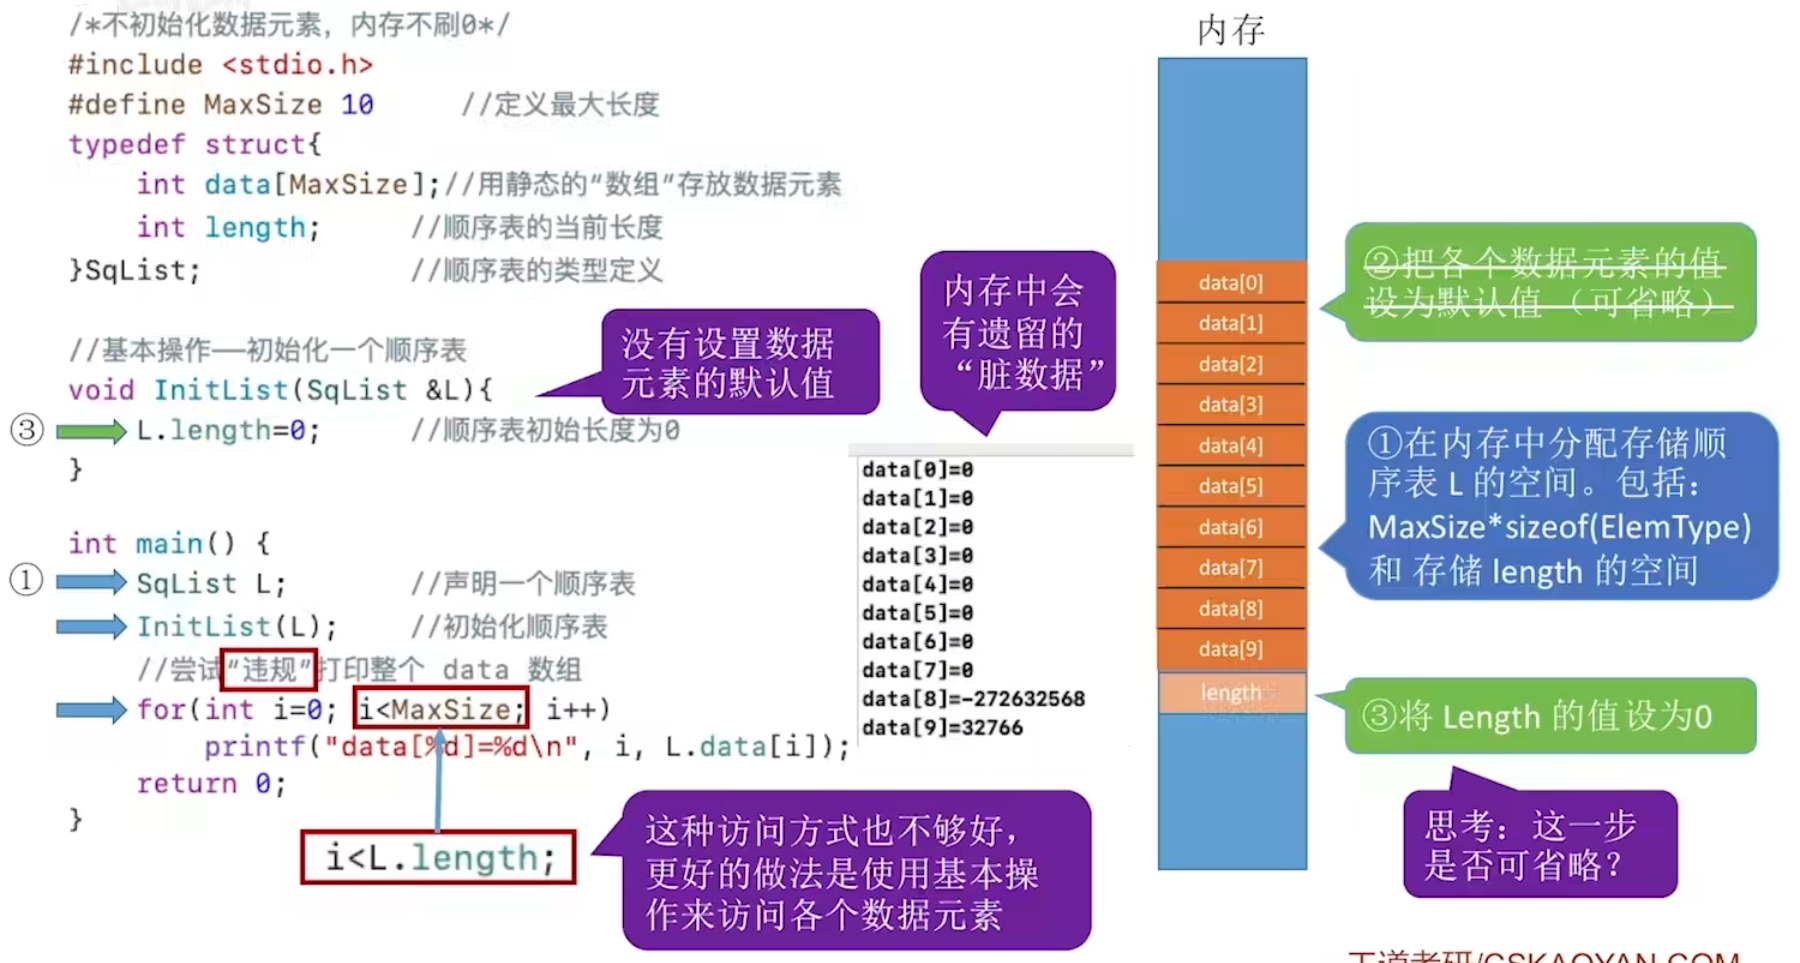 /*不初始化数据元素，内存不刷0*/
#include <stdio.h>
#define MaxSize 10 //定义最大长度
typedef struct{
int data[MaxSize];//用静态的“数组”存放数据元素
int length; //顺序表的当前长度
}SqList; //顺序表的类型定义
//基本操作——初始化一个顺序表
void InitList(SqList &L){
③ L.length=0; //顺序表初始长度为0
}
int main() {
① SqList L; //声明一个顺序表
InitList(L); //初始化顺序表
//尝试“违规”打印整个 data 数组
for(int i=0; i<MaxSize; i++)
printf("data[%d]=%d\n", i, L.data[i]);
return 0;
}
i<L.length;
没有设置数据
元素的默认值
内存中会
有遗留的
“脏数据”
data[0]=0
data[1]=0
data[2]=0
data[3]=0
data[4]=0
data[5]=0
data[6]=0
data[7]=0
data[8]=-272632568
data[9]=32766
这种访问方式也不够好，
更好的做法是使用基本操
作来访问各个数据元素
内存
data[0]
data[1]
data[2]
data[3]
data[4]
data[5]
data[6]
data[7]
data[8]
data[9]
length
②把各个数据元素的值
设为默认值（可省略）
①在内存中分配存储顺
序表 L 的空间。包括：
MaxSize*sizeof(ElemType)
和 存储 length 的空间
③将 Length 的值设为0
思考：这一步
是否可省略？
王道考研/CSKAOYAN.COM